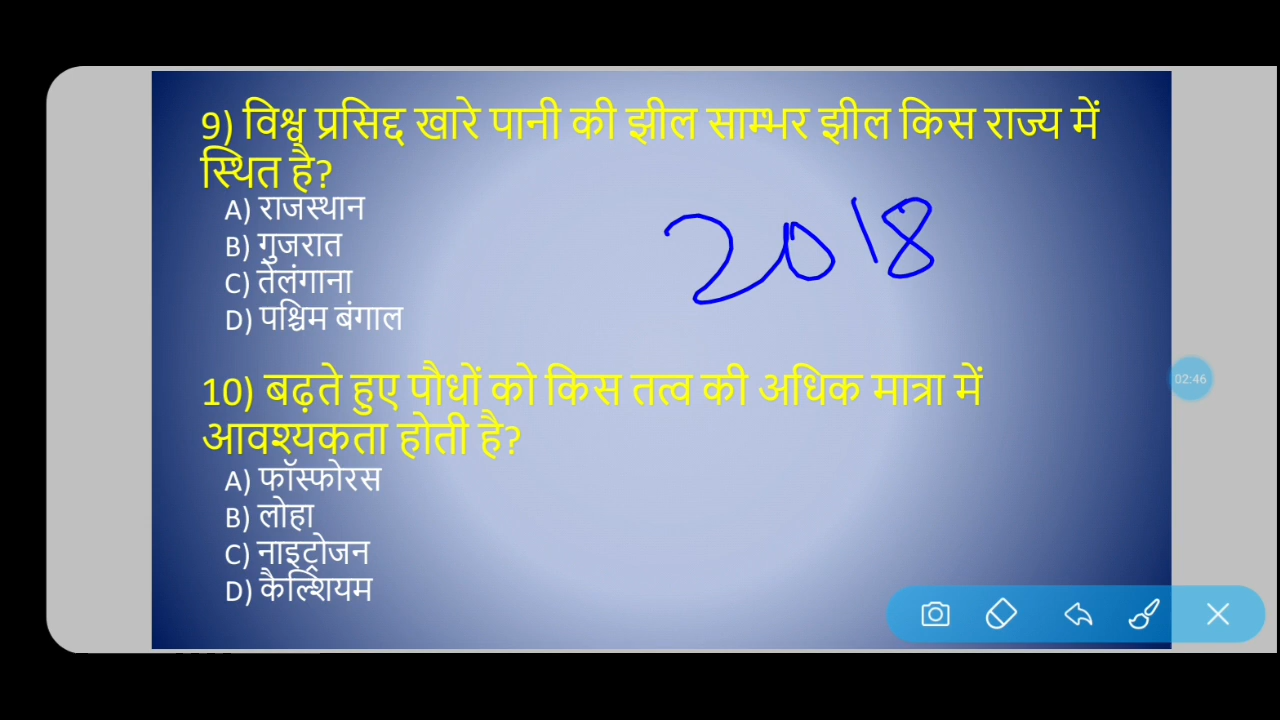 9) विश्व प्रसिद्द खारे पानी की झील साम्भर झील किस राज्य में
स्थित है?
A) राजस्थान
B) गुजरात
C) तेलंगाना
D) पश्चिम बंगाल
2018
10) बढ़ते हुए पौधों को किस तत्व की अधिक मात्रा में
आवश्यकता होती है?
A) फॉस्फोरस
B) लोहा
C) नाइट्रोजन
D) कैल्शियम
02:46